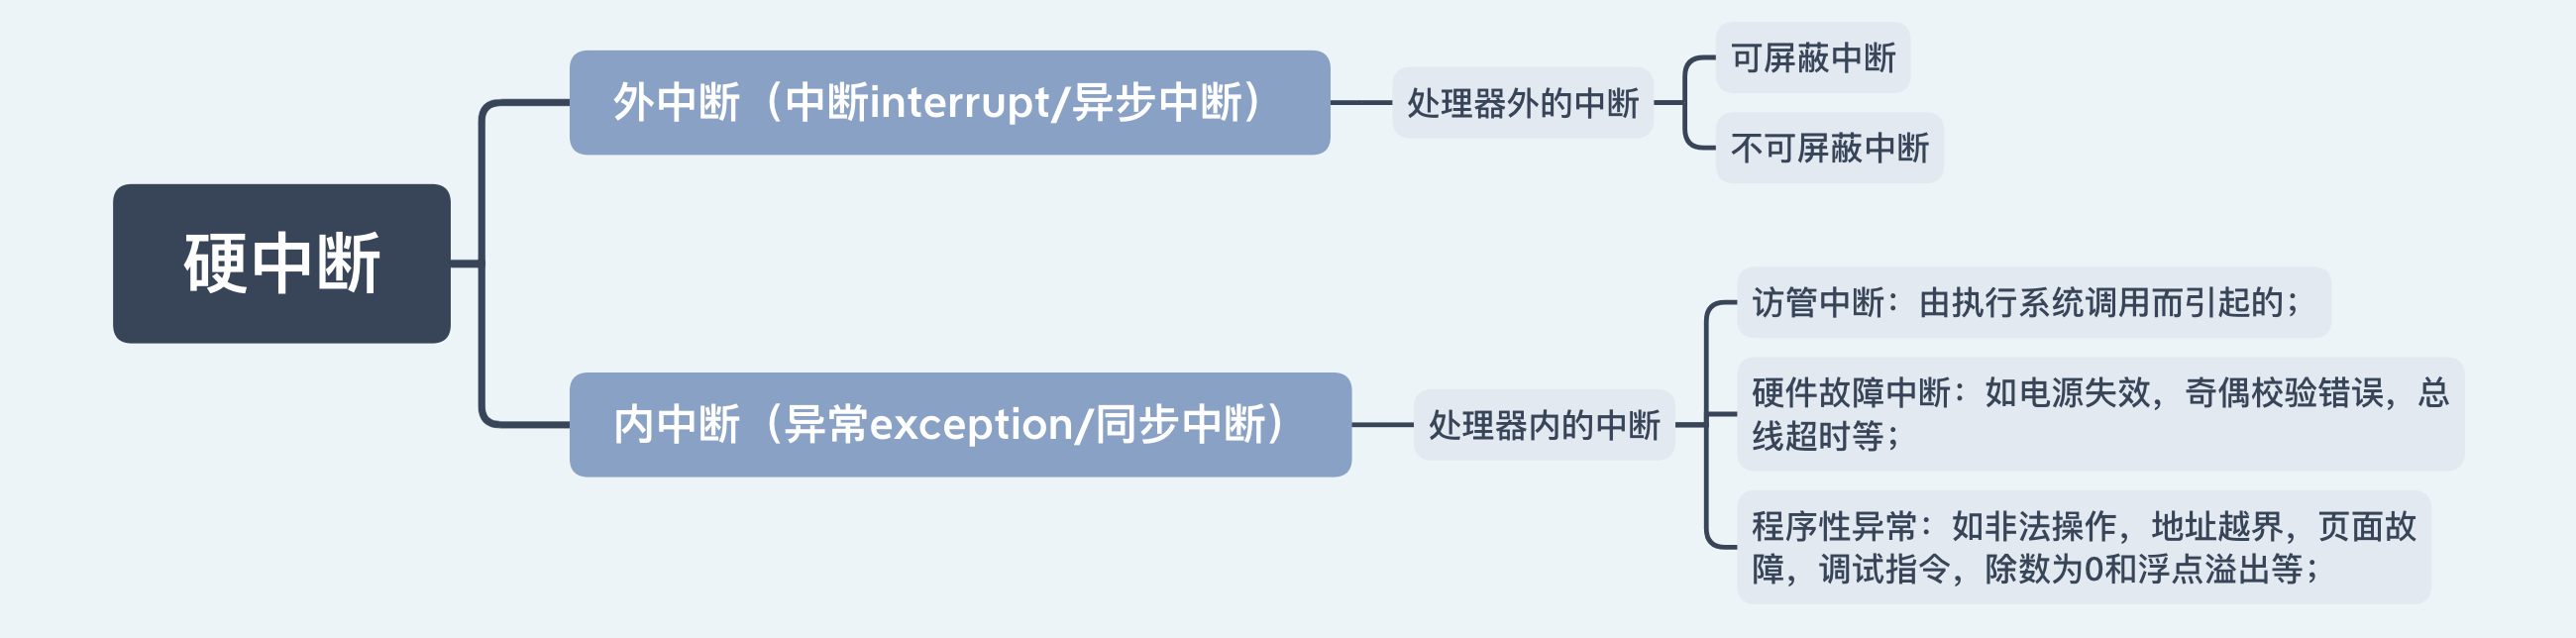 硬中断
外中断（中断interrupt/异步中断）
处理器外的中断
可屏蔽中断
不可屏蔽中断
内中断（异常exception/同步中断）
处理器内的中断
访管中断：由执行系统调用而引起的；
硬件故障中断：如电源失效，奇偶校验错误，总
线超时等；
程序性异常：如非法操作，地址越界，页面故
障，调试指令，除数为0和浮点溢出等；